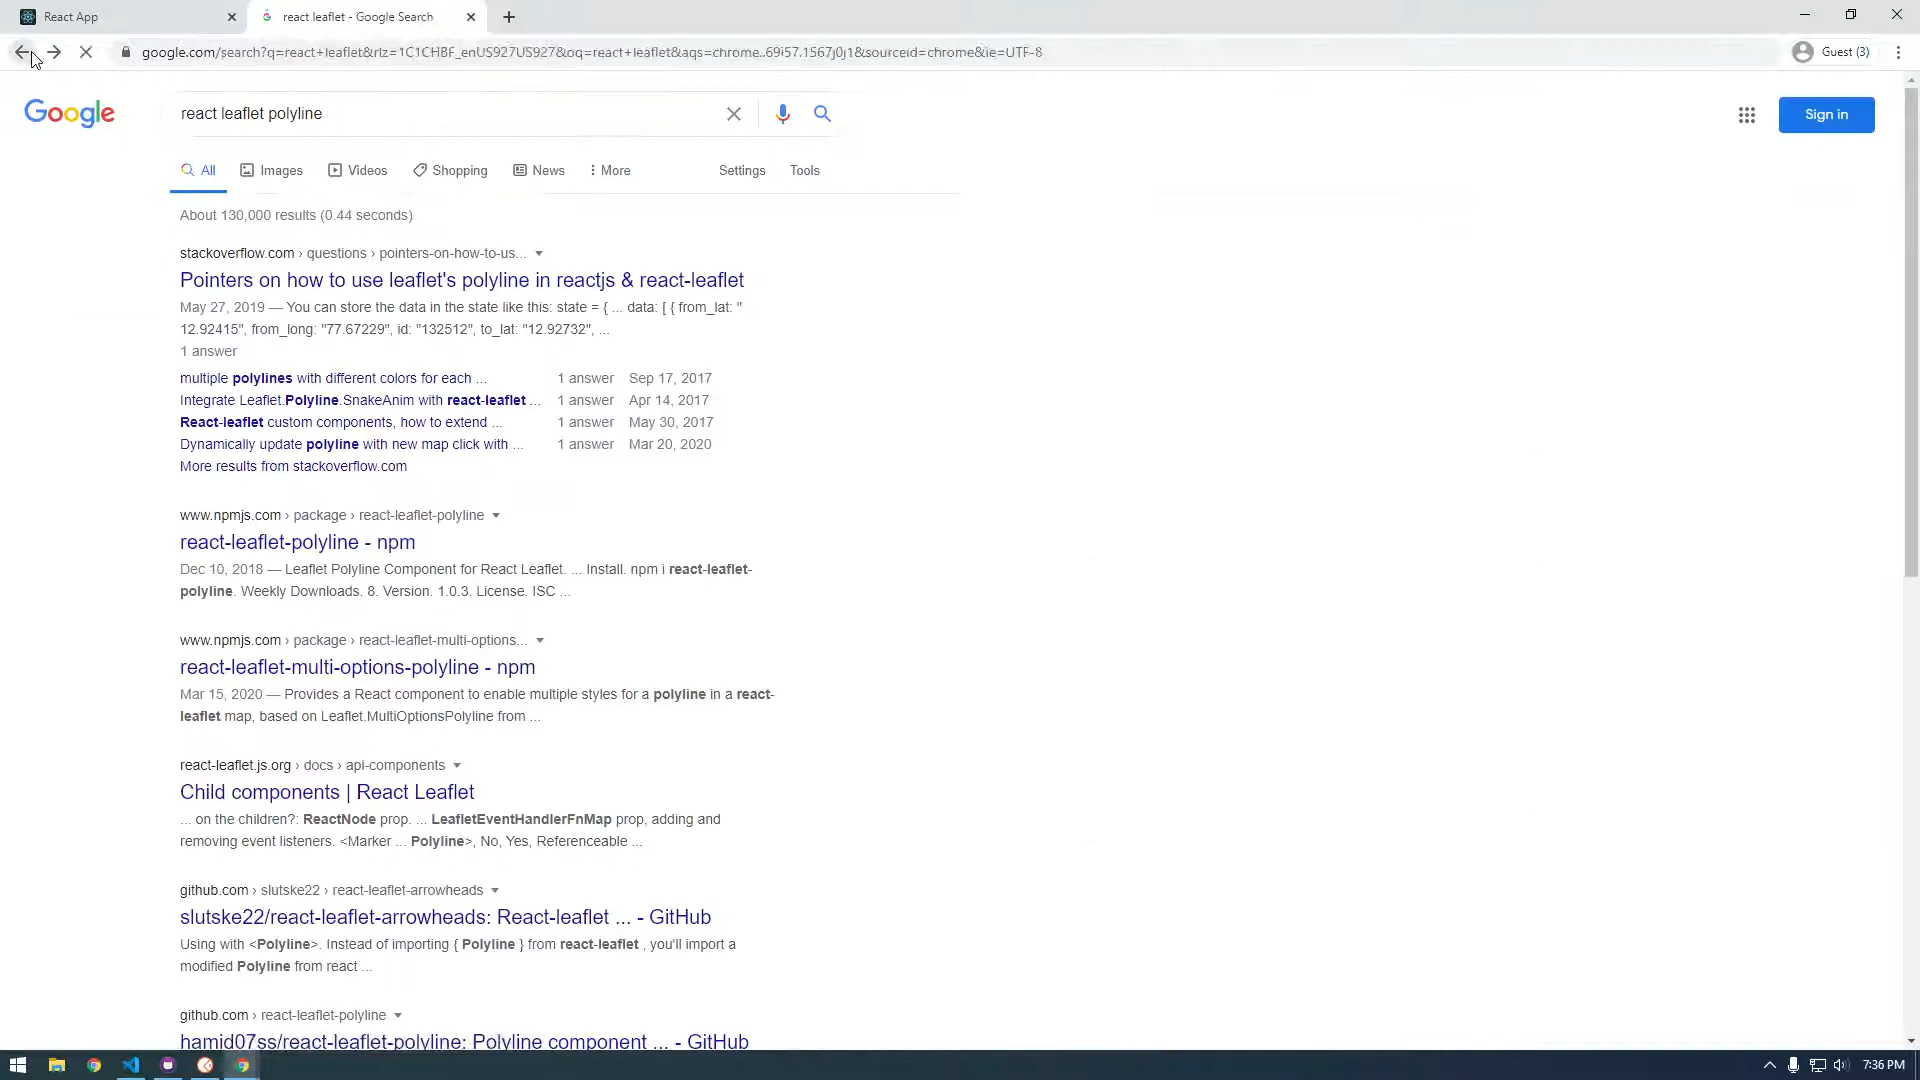 React App
react leaflet - Google Search
google.com/search?q=react+leaflet&rlz=1C1CHBF_enUS927US927&oq=react+leaflet&aqs=chrome..69i57.1567j0j1&sourceid=chrome&ie=UTF-8
Guest (3)
Google
react leaflet polyline
Sign in
All
Images
Videos
Shopping
News
More
Settings
Tools
About 130,000 results (0.44 seconds)
stackoverflow.com › questions › pointers-on-how-to-us...
Pointers on how to use leaflet's polyline in reactjs & react-leaflet
May 27, 2019 — You can store the data in the state like this: state = { ... data: [ { from_lat: "
12.92415", from_long: "77.67229", id: "132512", to_lat: "12.92732", ...
1 answer
multiple polylines with different colors for each ... 1 answer Sep 17, 2017
Integrate Leaflet.Polyline.SnakeAnim with react-leaflet ... 1 answer Apr 14, 2017
React-leaflet custom components, how to extend ... 1 answer May 30, 2017
Dynamically update polyline with new map click with ... 1 answer Mar 20, 2020
More results from stackoverflow.com
www.npmjs.com › package › react-leaflet-polyline
react-leaflet-polyline - npm
Dec 10, 2018 — Leaflet Polyline Component for React Leaflet. ... Install. npm i react-leaflet-
polyline. Weekly Downloads. 8. Version. 1.0.3. License. ISC ...
www.npmjs.com › package › react-leaflet-multi-options...
react-leaflet-multi-options-polyline - npm
Mar 15, 2020 — Provides a React component to enable multiple styles for a polyline in a react-
leaflet map, based on Leaflet.MultiOptionsPolyline from ...
react-leaflet.js.org › docs › api-components
Child components | React Leaflet
... on the children?: ReactNode prop. ... LeafletEventHandlerFnMap prop, adding and
removing event listeners. <Marker ... Polyline>, No, Yes, Referenceable ...
github.com › slutske22 › react-leaflet-arrowheads
slutske22/react-leaflet-arrowheads: React-leaflet ... - GitHub
Using with <Polyline>. Instead of importing { Polyline } from react-leaflet , you'll import a
modified Polyline from react ...
github.com › react-leaflet-polyline
hamid07ss/react-leaflet-polyline: Polyline component ... - GitHub
7:36 PM